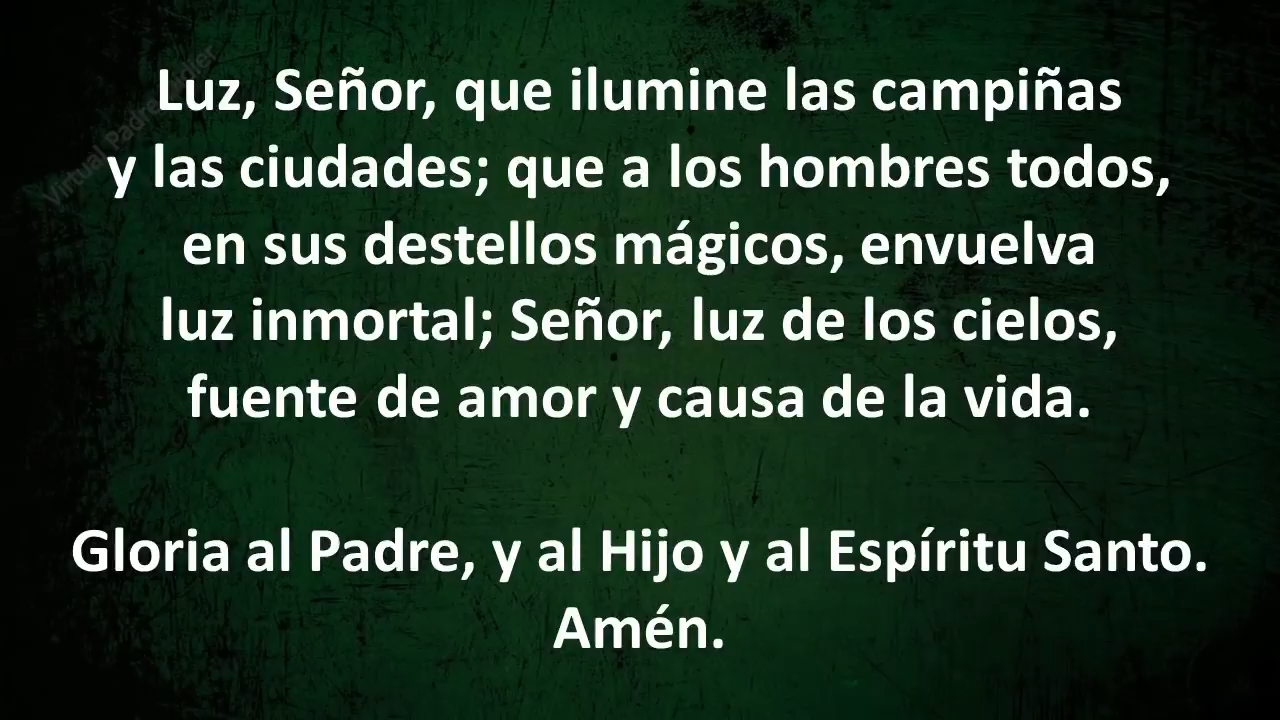 Luz, Señor, que ilumine las campiñas
y las ciudades; que a los hombres todos,
en sus destellos mágicos, envuelva
luz inmortal; Señor, luz de los cielos,
fuente de amor y causa de la vida.
Gloria al Padre, y al Hijo y al Espíritu Santo.
Amén.